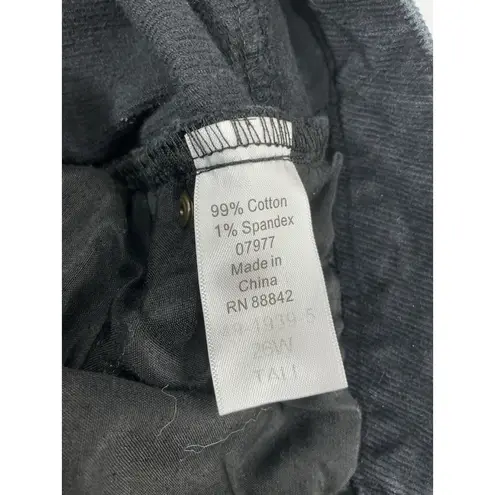 99% Cotton
1% Spandex
07977
Made in
China
RN 88842
26W
TALL